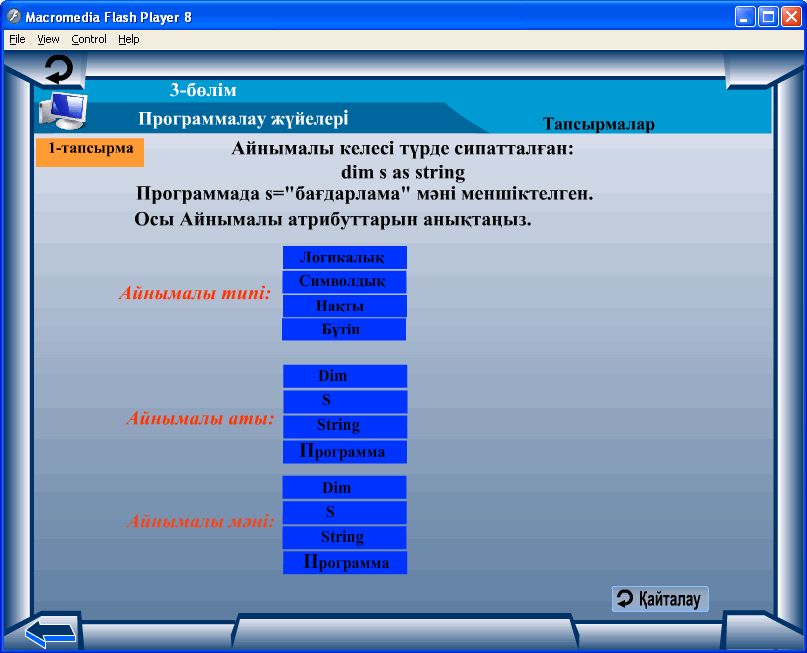 Macromedia Flash Player 8
File View Control Help
3-бөлім
Программалау жүйелері
Тапсырмалар
1-тапсырма
Айнымалы келесі түрде сипатталған:
dim s as string
Программада s="бағдарлама" мәні меншіктелген.
Осы Айнымалы атрибуттарын анықтаңыз.
Айнымалы типі:
Логикалық
Символдық
Нақты
Бүтін
Айнымалы аты:
Dim
S
String
Программа
Айнымалы мәні:
Dim
S
String
Программа
Қайталау